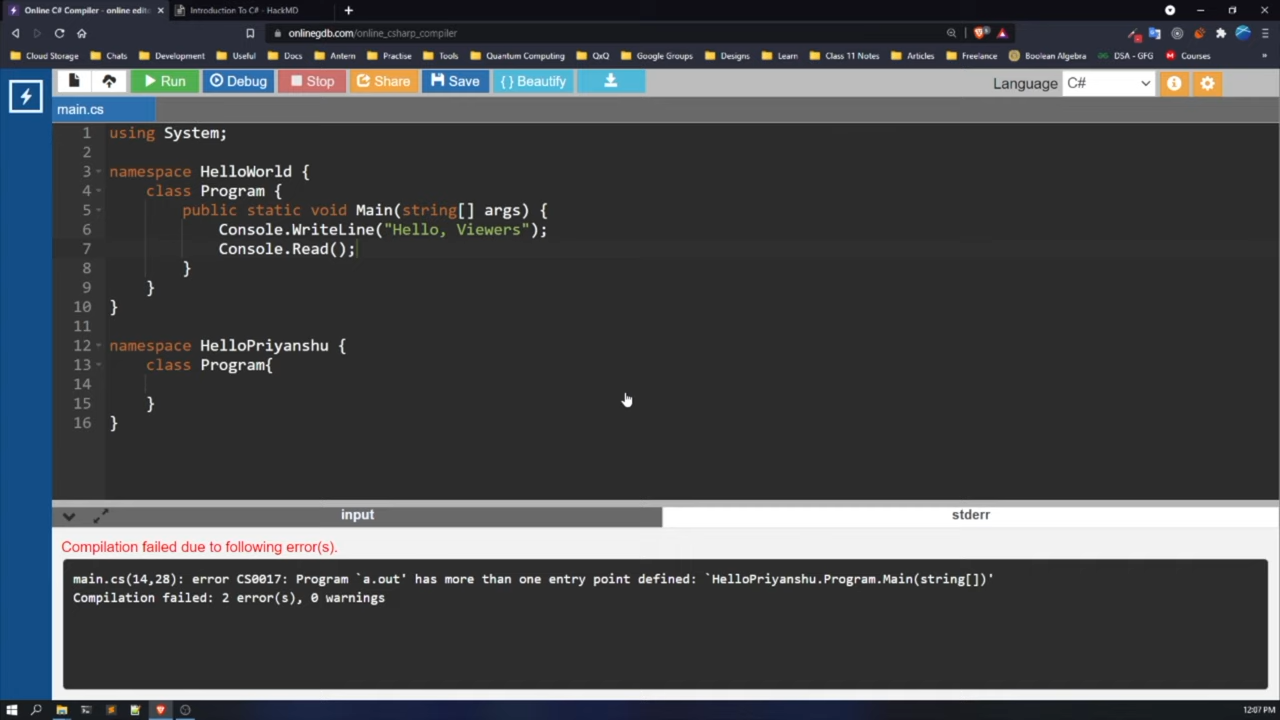 Online C# Compiler - online edit
Introduction To C# - HackMD
onlinegdb.com/online_csharp_compiler
Cloud Storage Chats Development Useful Docs Antern Practise Tools Quantum Computing QxQ Google Groups Designs Learn Class 11 Notes Articles Freelance Boolean Algebra DSA - GFG Courses
Run Debug Stop Share Save { } Beautify Language C#
main.cs
1 using System;
2
3 namespace HelloWorld {
4 class Program {
5 public static void Main(string[] args) {
6 Console.WriteLine("Hello, Viewers");
7 Console.Read();
8 }
9 }
10 }
11
12 namespace HelloPriyanshu {
13 class Program{
14
15 }
16 }
input stderr
Compilation failed due to following error(s).
main.cs(14,28): error CS0017: Program `a.out' has more than one entry point defined: `HelloPriyanshu.Program.Main(string[])'
Compilation failed: 2 error(s), 0 warnings
12:07 PM